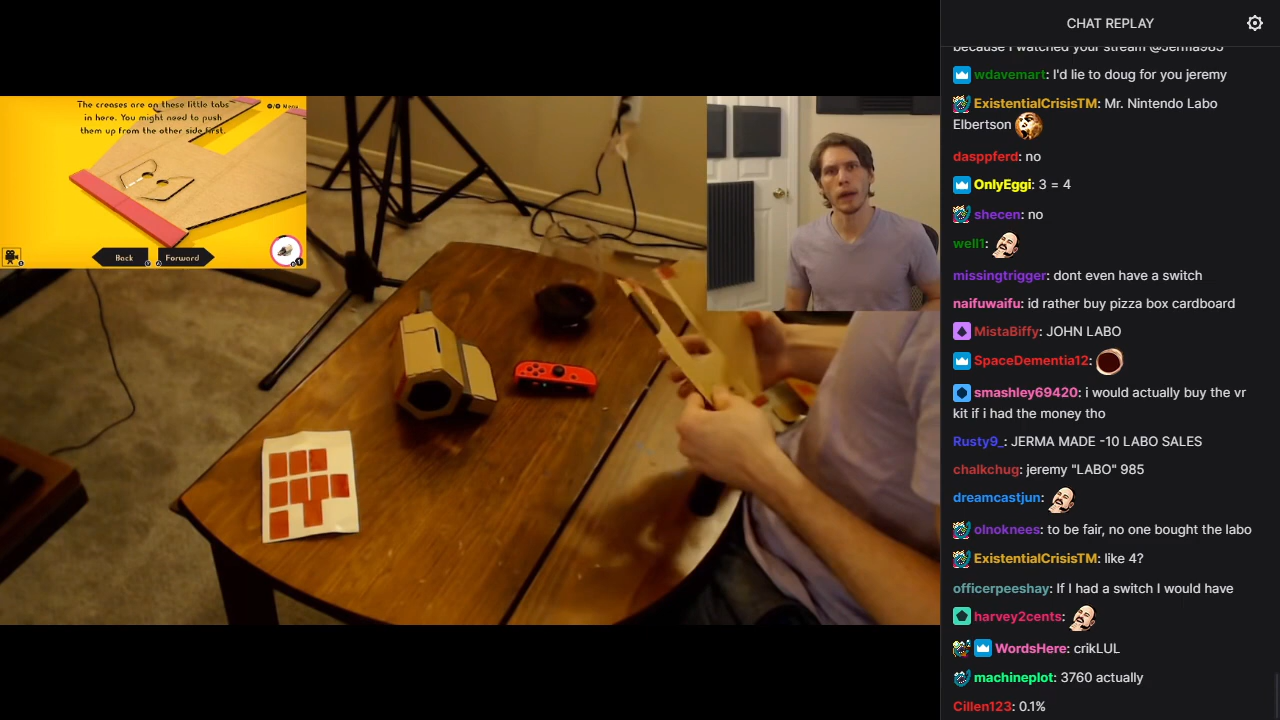 The creases are on these little tabs
in here. You might need to push
them up from the other side first.
Menu
Back
Forward
CHAT REPLAY
because I watched your stream @Jerma985
wdavemart: I'd lie to doug for you jeremy
ExistentialCrisisTM: Mr. Nintendo Labo
Elbertson
dasppferd: no
OnlyEggi: 3 = 4
shecen: no
well1:
missingtrigger: dont even have a switch
naifuwaifu: id rather buy pizza box cardboard
MistaBiffy: JOHN LABO
SpaceDementia12:
smashley69420: i would actually buy the vr
kit if i had the money tho
Rusty9_: JERMA MADE -10 LABO SALES
chalkchug: jeremy "LABO" 985
dreamcastjun:
olnoknees: to be fair, no one bought the labo
ExistentialCrisisTM: like 4?
officerpeeshay: If I had a switch I would have
harvey2cents:
WordsHere: crikLUL
machineplot: 3760 actually
Cillen123: 0.1%